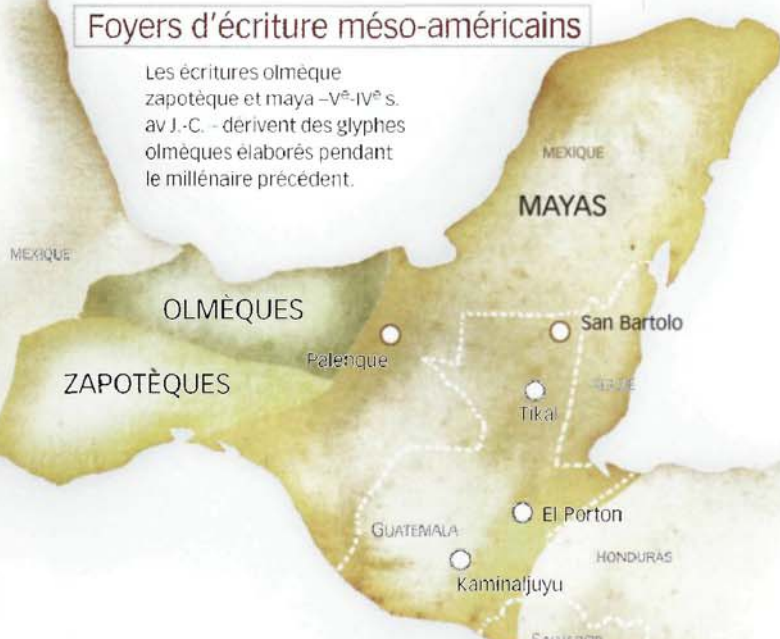 Foyers d'écriture méso-américains
Les écritures olmèque
zapotèque et maya –Vᵉ-IVᵉ s.
av J.-C. - dérivent des glyphes
olmèques élaborés pendant
le millénaire précédent.
MEXIQUE
MAYAS
MEXIQUE
OLMÈQUES
San Bartolo
Palenque
ZAPOTÈQUES
Tikal
El Porton
GUATEMALA
HONDURAS
Kaminaljuyu